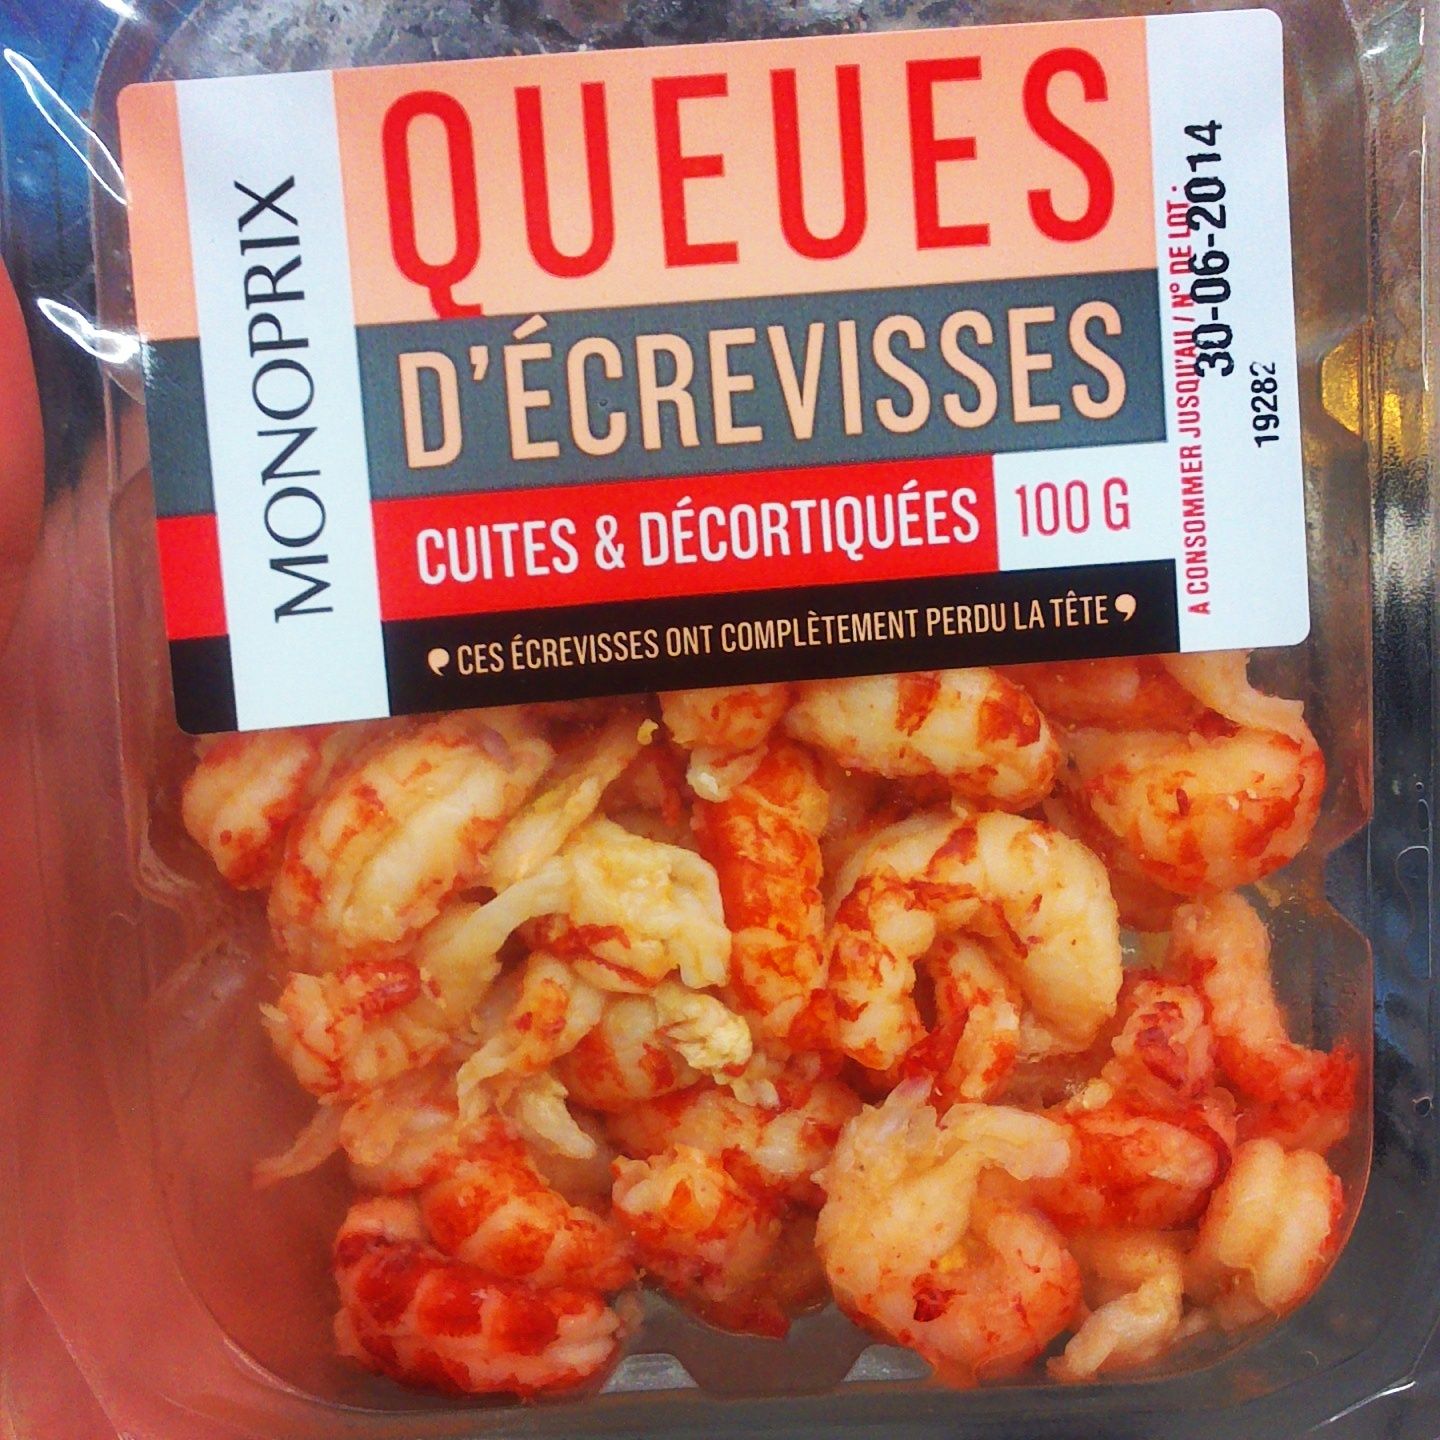 MONOPRIX
QUEUES
D'ÉCREVISSES
CUITES & DÉCORTIQUÉES
100 G
❛ CES ÉCREVISSES ONT COMPLÈTEMENT PERDU LA TÊTE ❜
A CONSOMMER JUSQU'AU / N° DE LOT :
30-06-2014
19282